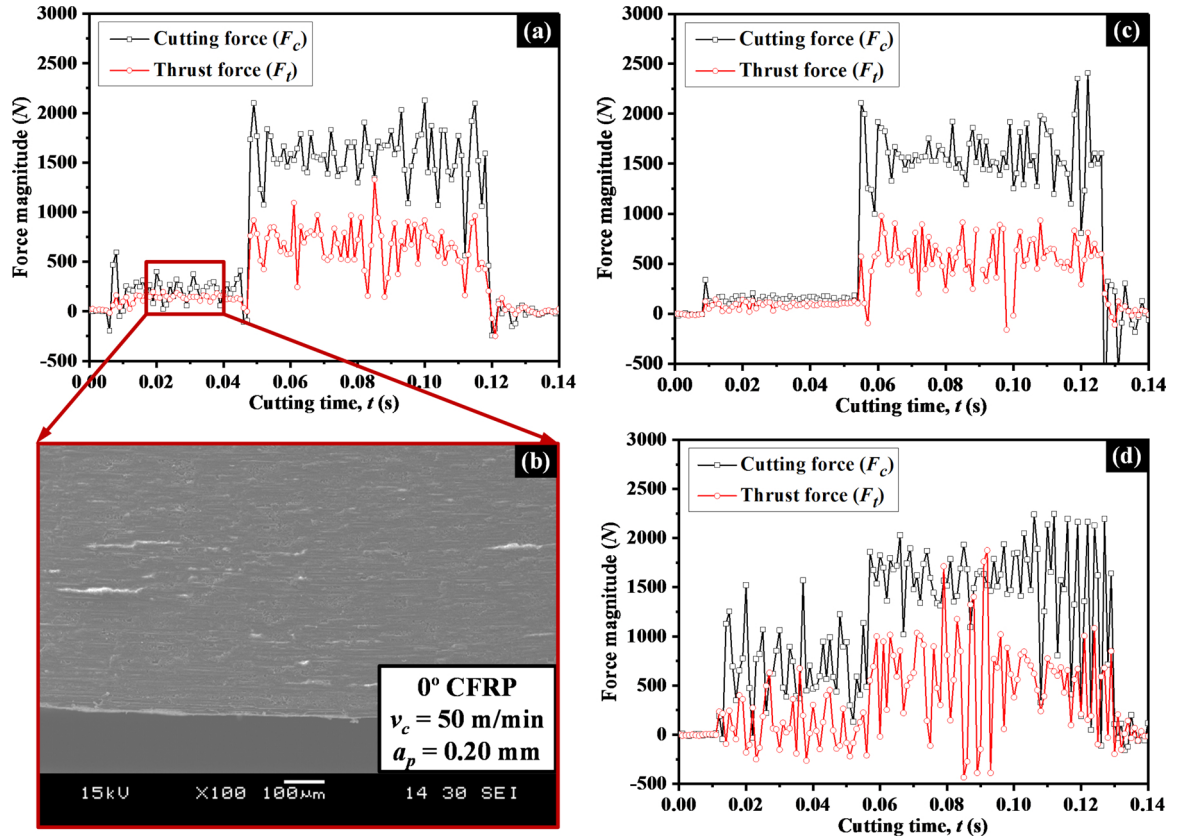 (a)
Cutting force (Fc)
Thrust force (Ft)
Force magnitude (N)
3000
2500
2000
1500
1000
500
0
-500
0.00 0.02 0.04 0.06 0.08 0.10 0.12 0.14
Cutting time, t (s)
(c)
Cutting force (Fc)
Thrust force (Ft)
Force magnitude (N)
3000
2500
2000
1500
1000
500
0
-500
0.00 0.02 0.04 0.06 0.08 0.10 0.12 0.14
Cutting time, t (s)
(b)
0º CFRP
vc = 50 m/min
ap = 0.20 mm
15kV X100 100µm 14 30 SEI
(d)
Cutting force (Fc)
Thrust force (Ft)
Force magnitude (N)
3000
2500
2000
1500
1000
500
0
-500
0.00 0.02 0.04 0.06 0.08 0.10 0.12 0.14
Cutting time, t (s)